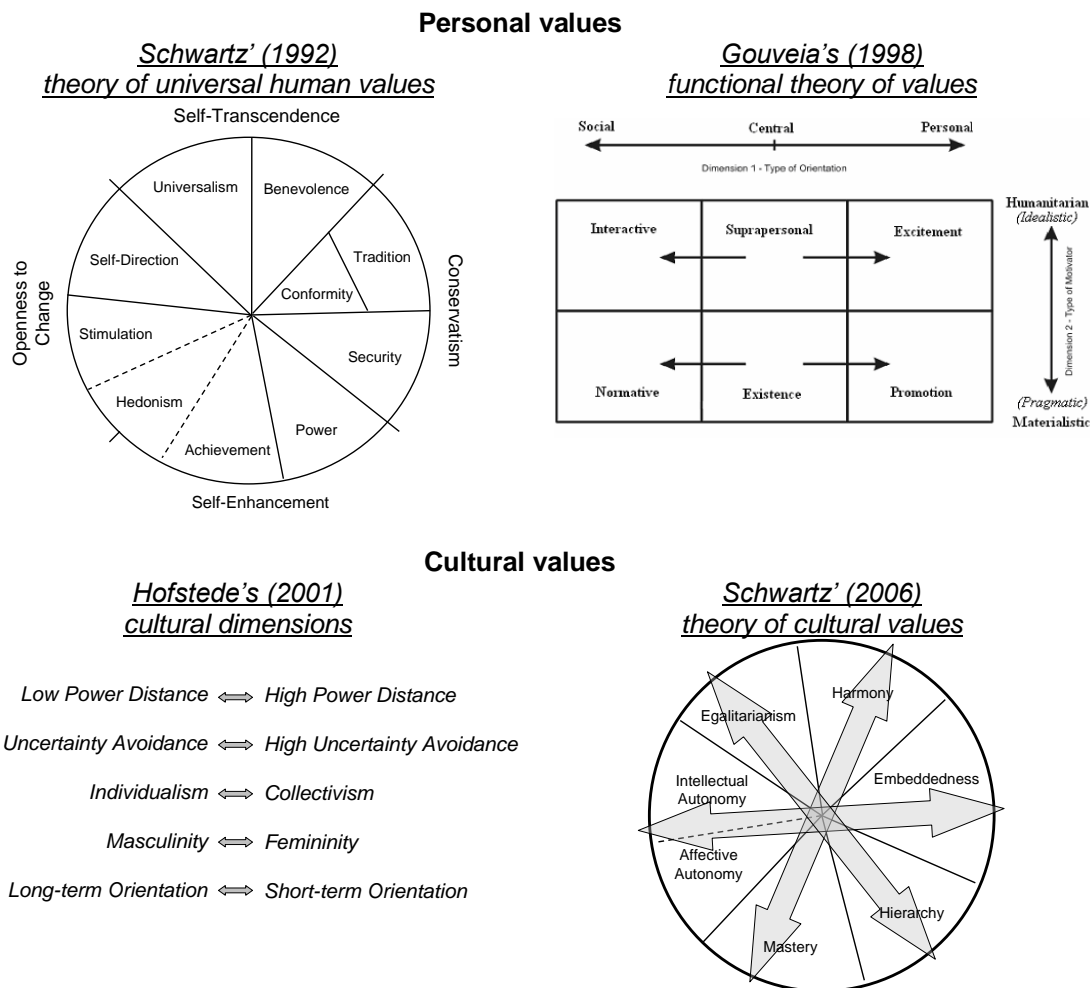 Personal values
Schwartz' (1992)
theory of universal human values
Self-Transcendence
Universalism
Benevolence
Self-Direction
Tradition
Conformity
Openness to
Change
Conservatism
Stimulation
Security
Hedonism
Power
Achievement
Self-Enhancement
Gouveia's (1998)
functional theory of values
Social
Central
Personal
Dimension 1 - Type of Orientation
Interactive
Suprapersonal
Excitement
Normative
Existence
Promotion
Humanitarian
(Idealistic)
Dimension 2 - Type of Motivator
(Pragmatic)
Materialistic
Cultural values
Hofstede's (2001)
cultural dimensions
Low Power Distance
High Power Distance
Uncertainty Avoidance
High Uncertainty Avoidance
Individualism
Collectivism
Masculinity
Femininity
Long-term Orientation
Short-term Orientation
Schwartz' (2006)
theory of cultural values
Harmony
Egalitarianism
Intellectual
Autonomy
Embeddedness
Affective
Autonomy
Hierarchy
Mastery